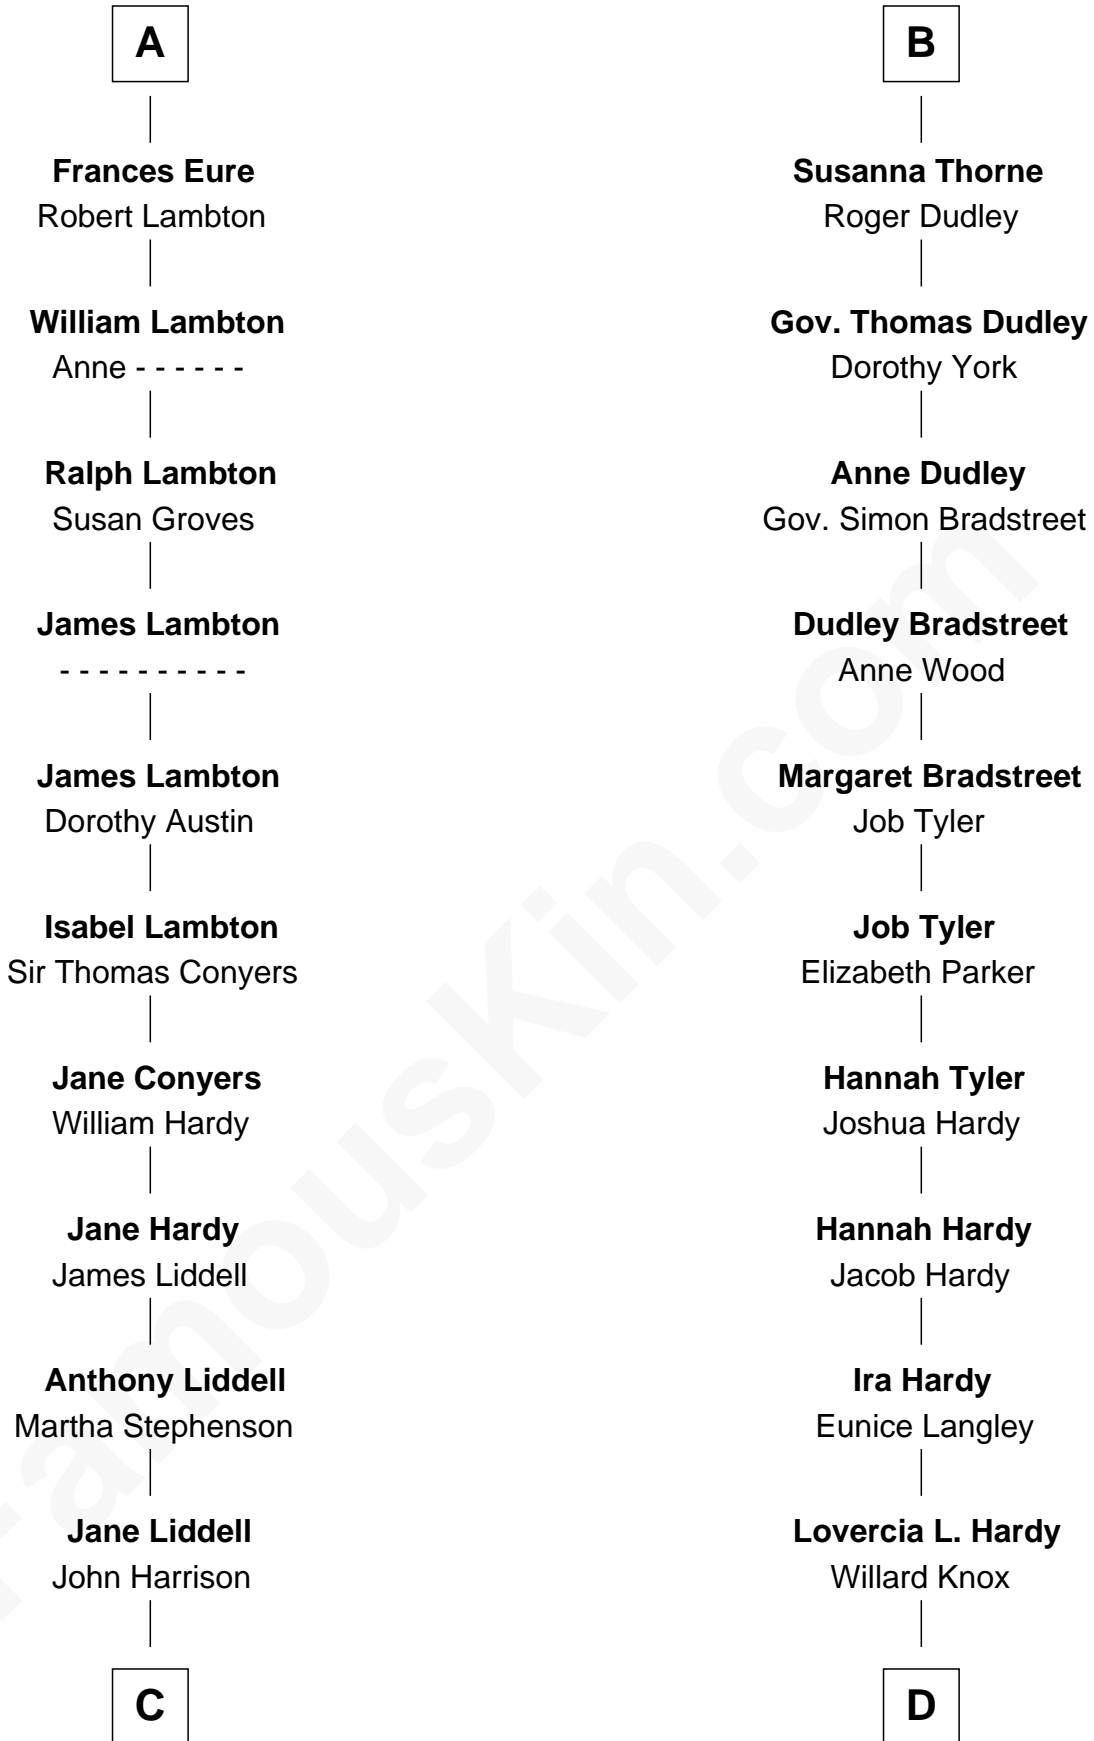 A
Frances Eure
Robert Lambton
William Lambton
Anne - - - - - -
Ralph Lambton
Susan Groves
James Lambton
- - - - - - - - - -
James Lambton
Dorothy Austin
Isabel Lambton
Sir Thomas Conyers
Jane Conyers
William Hardy
Jane Hardy
James Liddell
Anthony Liddell
Martha Stephenson
Jane Liddell
John Harrison
C
B
Susanna Thorne
Roger Dudley
Gov. Thomas Dudley
Dorothy York
Anne Dudley
Gov. Simon Bradstreet
Dudley Bradstreet
Anne Wood
Margaret Bradstreet
Job Tyler
Job Tyler
Elizabeth Parker
Hannah Tyler
Joshua Hardy
Hannah Hardy
Jacob Hardy
Ira Hardy
Eunice Langley
Lovercia L. Hardy
Willard Knox
D
FamousKin.com